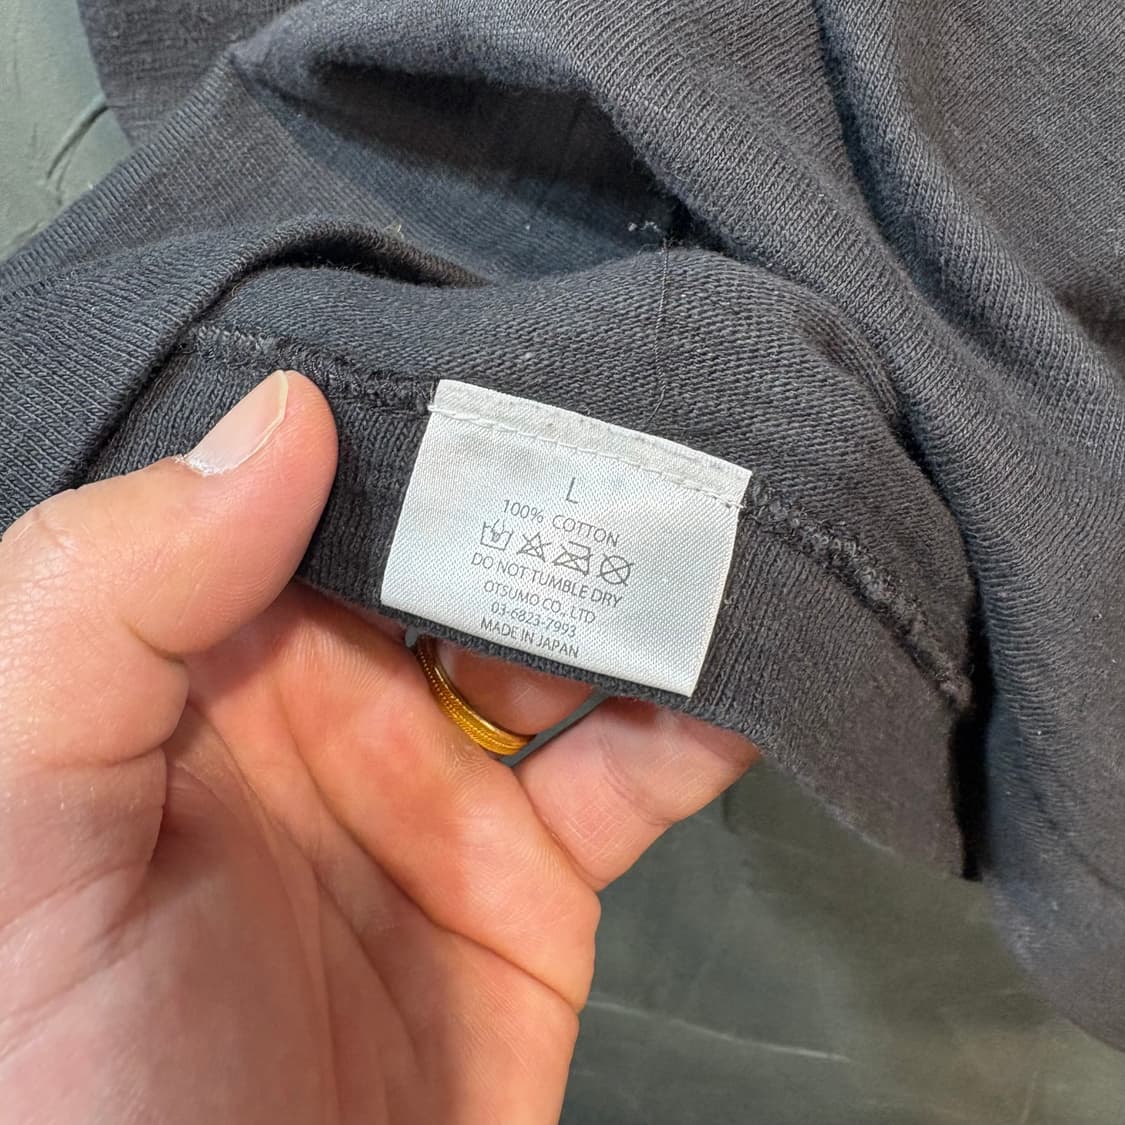 L
100% COTTON
DO NOT TUMBLE DRY
OTSUMO CO., LTD
03-6823-7993
MADE IN JAPAN